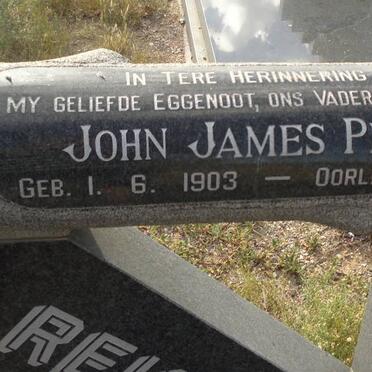 IN TERE HERINNERING
MY GELIEFDE EGGENOOT, ONS VADER
JOHN JAMES
GEB. 1. 6. 1903 — OORL.